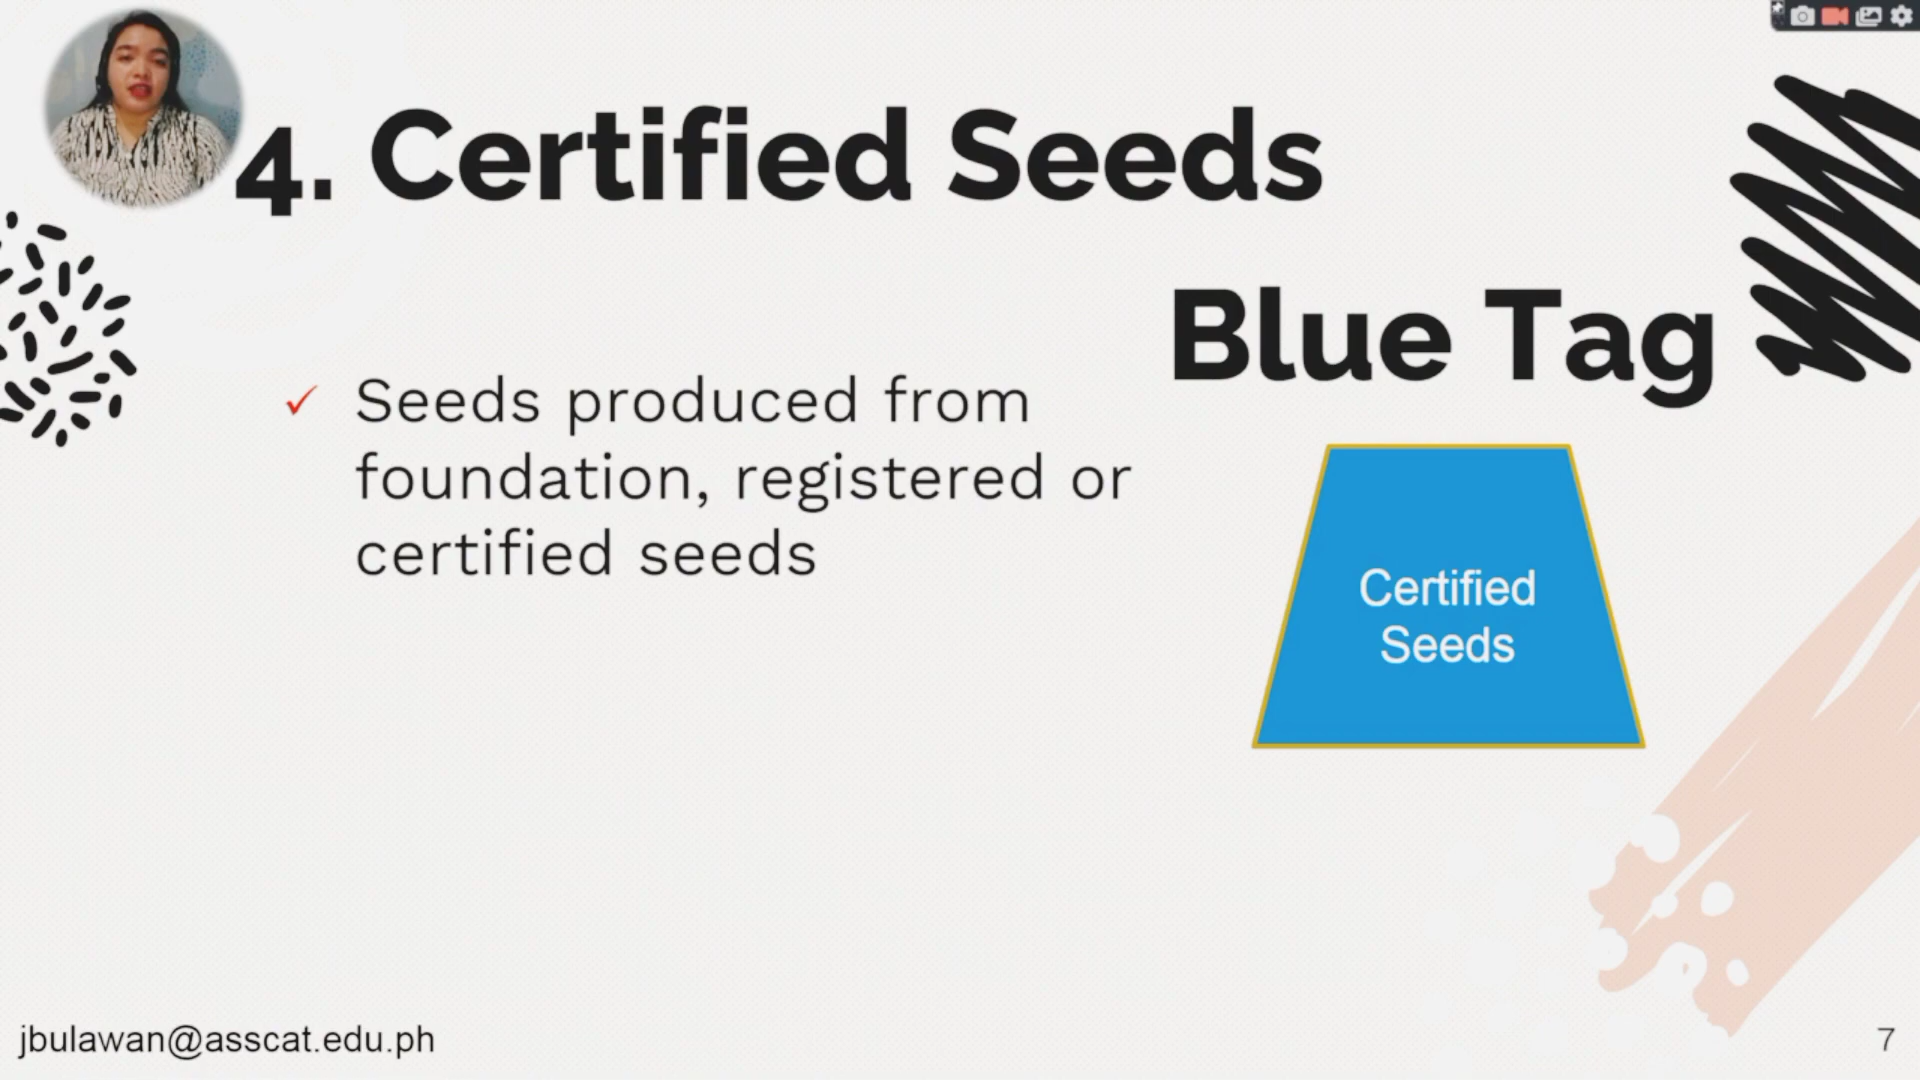 4. Certified Seeds
Blue Tag
Seeds produced from
foundation, registered or
certified seeds
Certified
Seeds
jbulawan@asscat.edu.ph
7